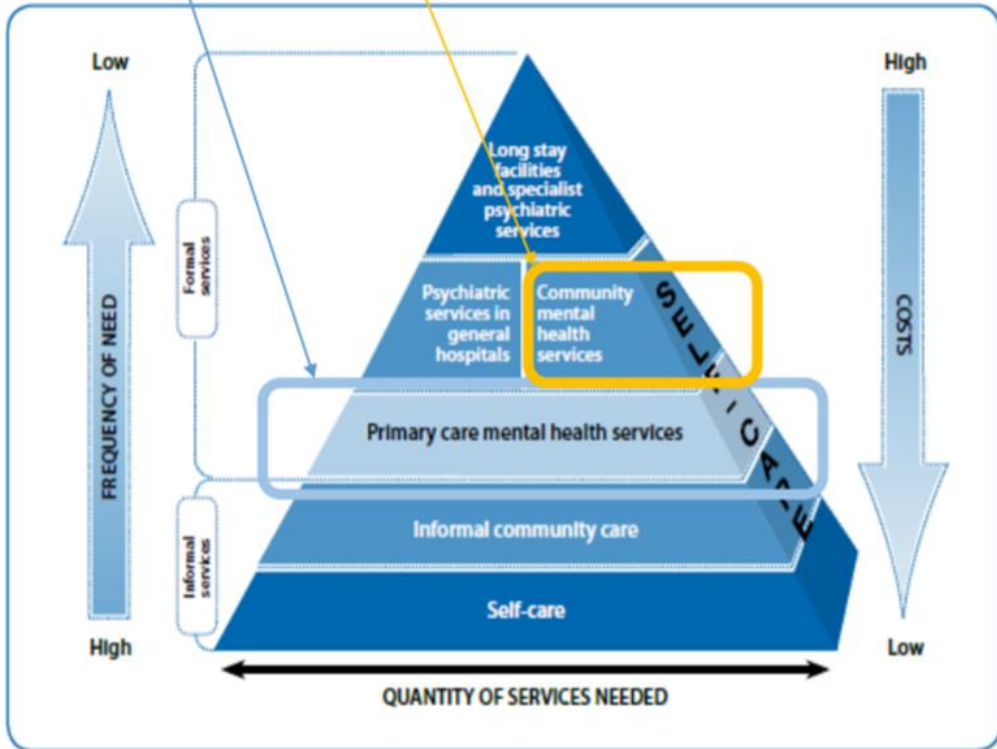 Low
High
Long stay
facilities
and specialist
psychiatric
services
Formal
services
FREQUENCY OF NEED
Psychiatric
services in
general
hospitals
Community
mental
health
services
SELF-CARE
COSTS
Primary care mental health services
Informal
services
Informal community care
Self-care
High
Low
QUANTITY OF SERVICES NEEDED